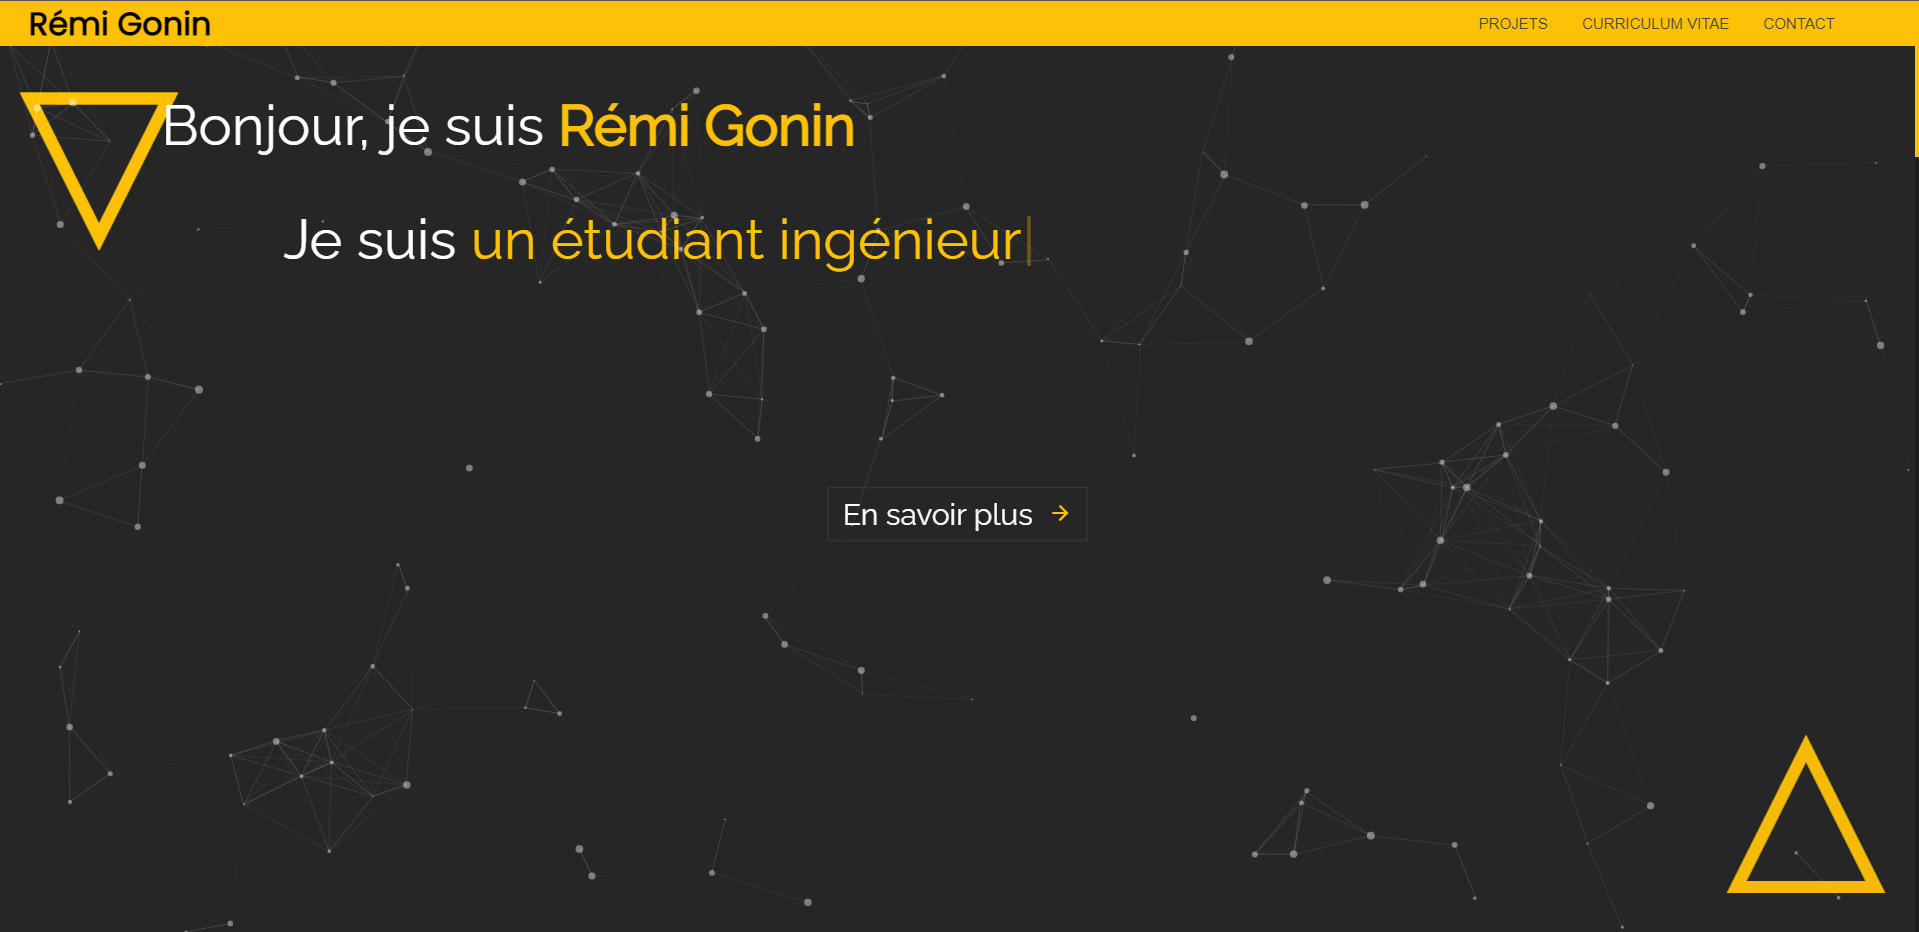 Rémi Gonin
PROJETS CURRICULUM VITAE CONTACT
Bonjour, je suis Rémi Gonin
Je suis un étudiant ingénieur
En savoir plus →